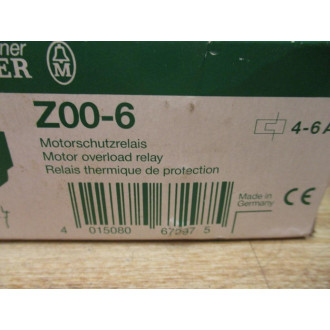 ner
ER M
Z00-6
Motorschutzrelais
Motor overload relay
Relais thermique de protection
4-6A
Made in
Germany
CE
4 015080 67097 5